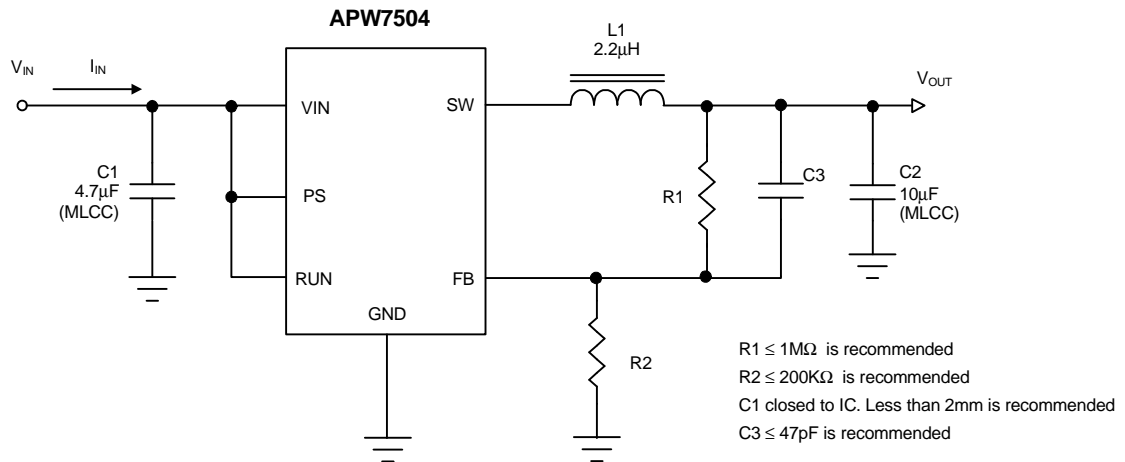 APW7504
L1
2.2μH
VIN
IIN
VOUT
VIN
SW
C1
4.7μF
(MLCC)
PS
R1
C3
C2
10μF
(MLCC)
RUN
FB
GND
R2
R1 ≤ 1MΩ is recommended
R2 ≤ 200KΩ is recommended
C1 closed to IC. Less than 2mm is recommended
C3 ≤ 47pF is recommended